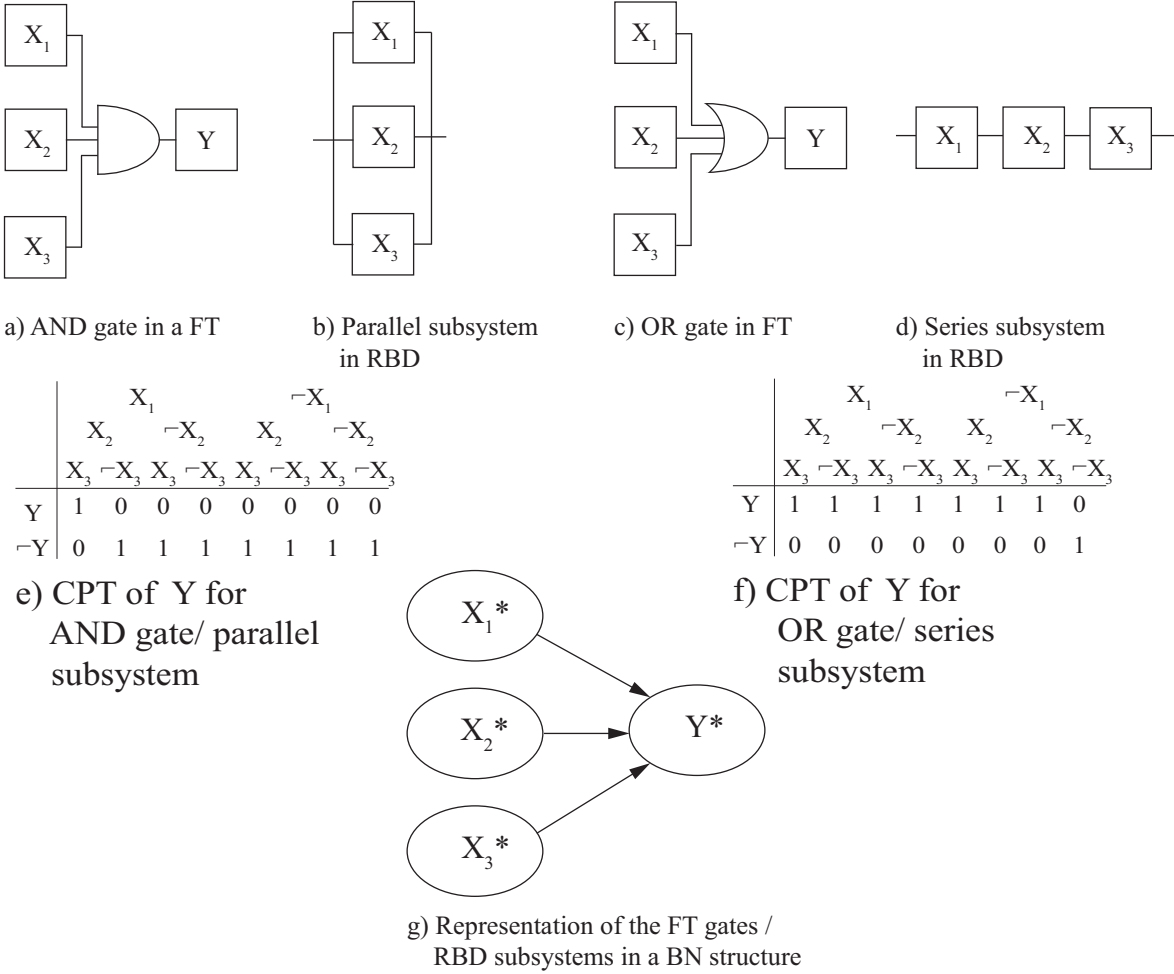 X₁
X₂
X₃
Y
X₁
X₂
X₃
X₁
X₂
X₃
Y
X₁ X₂ X₃
a) AND gate in a FT
b) Parallel subsystem
in RBD
c) OR gate in FT
d) Series subsystem
in RBD
X₁ ¬X₁
X₂ ¬X₂ X₂ ¬X₂
X₃ ¬X₃ X₃ ¬X₃ X₃ ¬X₃ X₃ ¬X₃
Y 1 0 0 0 0 0 0 0
¬Y 0 1 1 1 1 1 1 1
e) CPT of Y for
AND gate/ parallel
subsystem
X₁ ¬X₁
X₂ ¬X₂ X₂ ¬X₂
X₃ ¬X₃ X₃ ¬X₃ X₃ ¬X₃ X₃ ¬X₃
Y 1 1 1 1 1 1 1 0
¬Y 0 0 0 0 0 0 0 1
f) CPT of Y for
OR gate/ series
subsystem
X₁*
X₂*
X₃*
Y*
g) Representation of the FT gates /
RBD subsystems in a BN structure